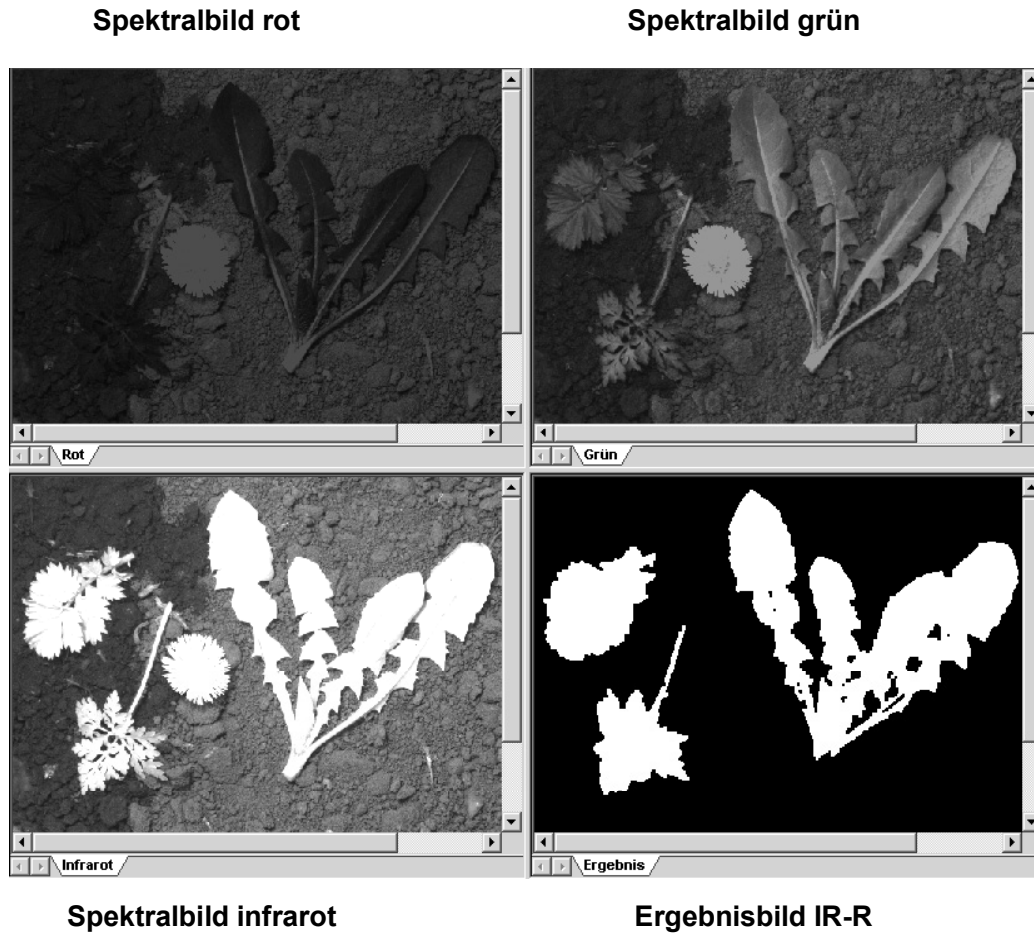 Spektralbild rot
Spektralbild grün
Rot
Grün
Infrarot
Ergebnis
Spektralbild infrarot
Ergebnisbild IR-R